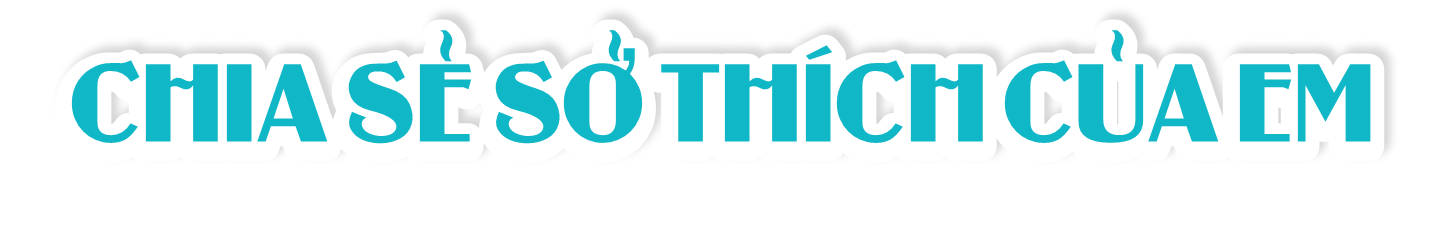 CHIA SẺ SỞ THÍCH CỦA EM